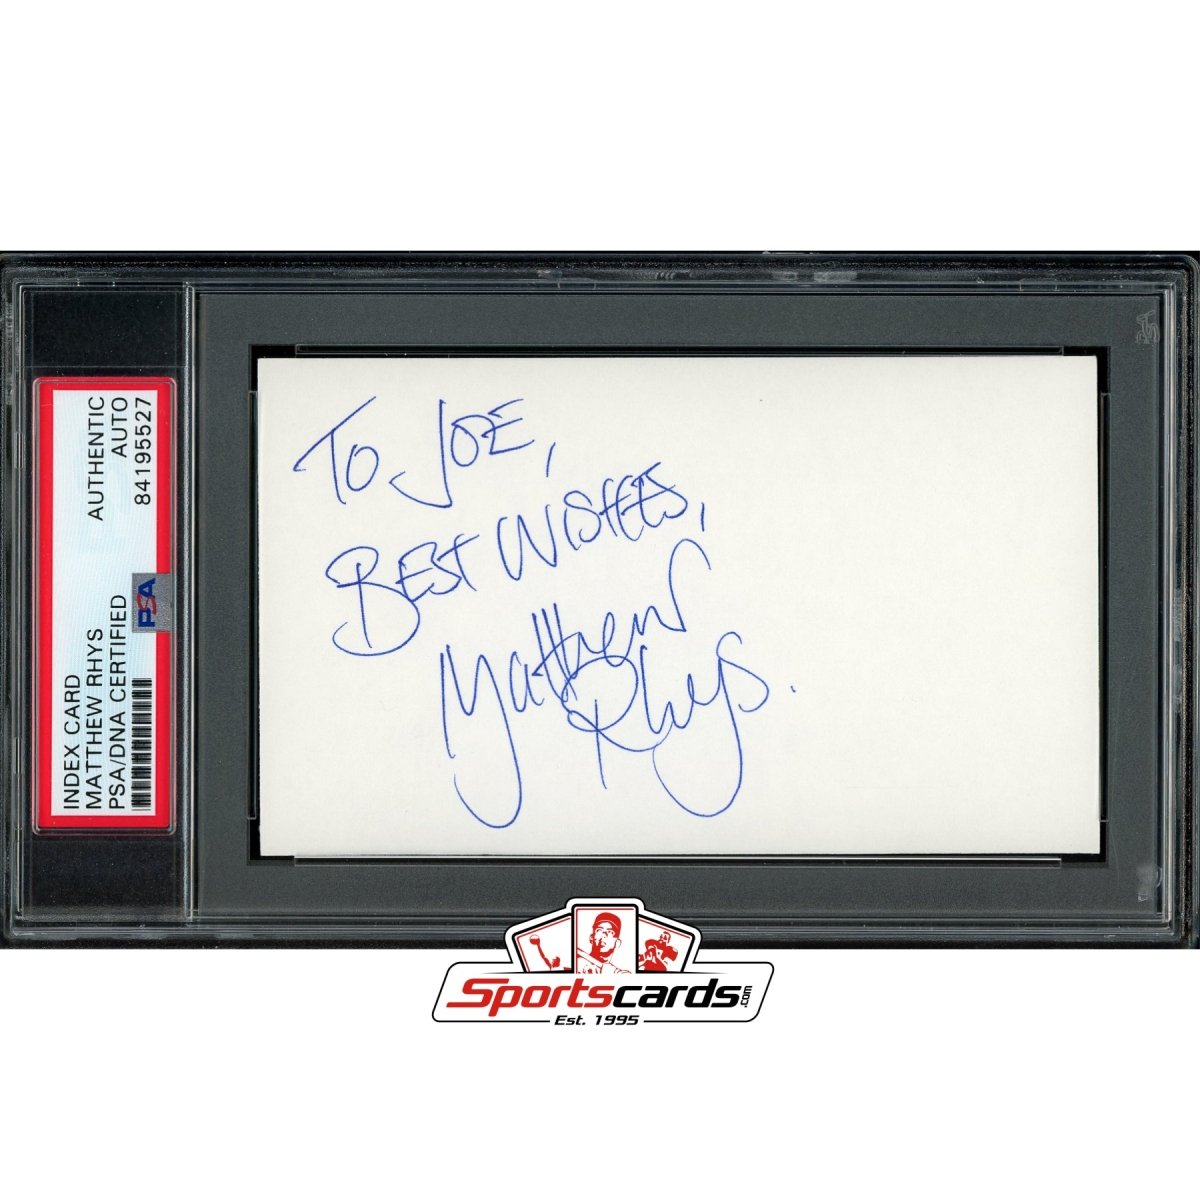 INDEX CARD
MATTHEW RHYS
PSA/DNA CERTIFIED
AUTHENTIC
AUTO
84195527
PSA
TO JOE,
BEST WISHES,
Matthew
Rhys.
Sportscards.com
Est. 1995